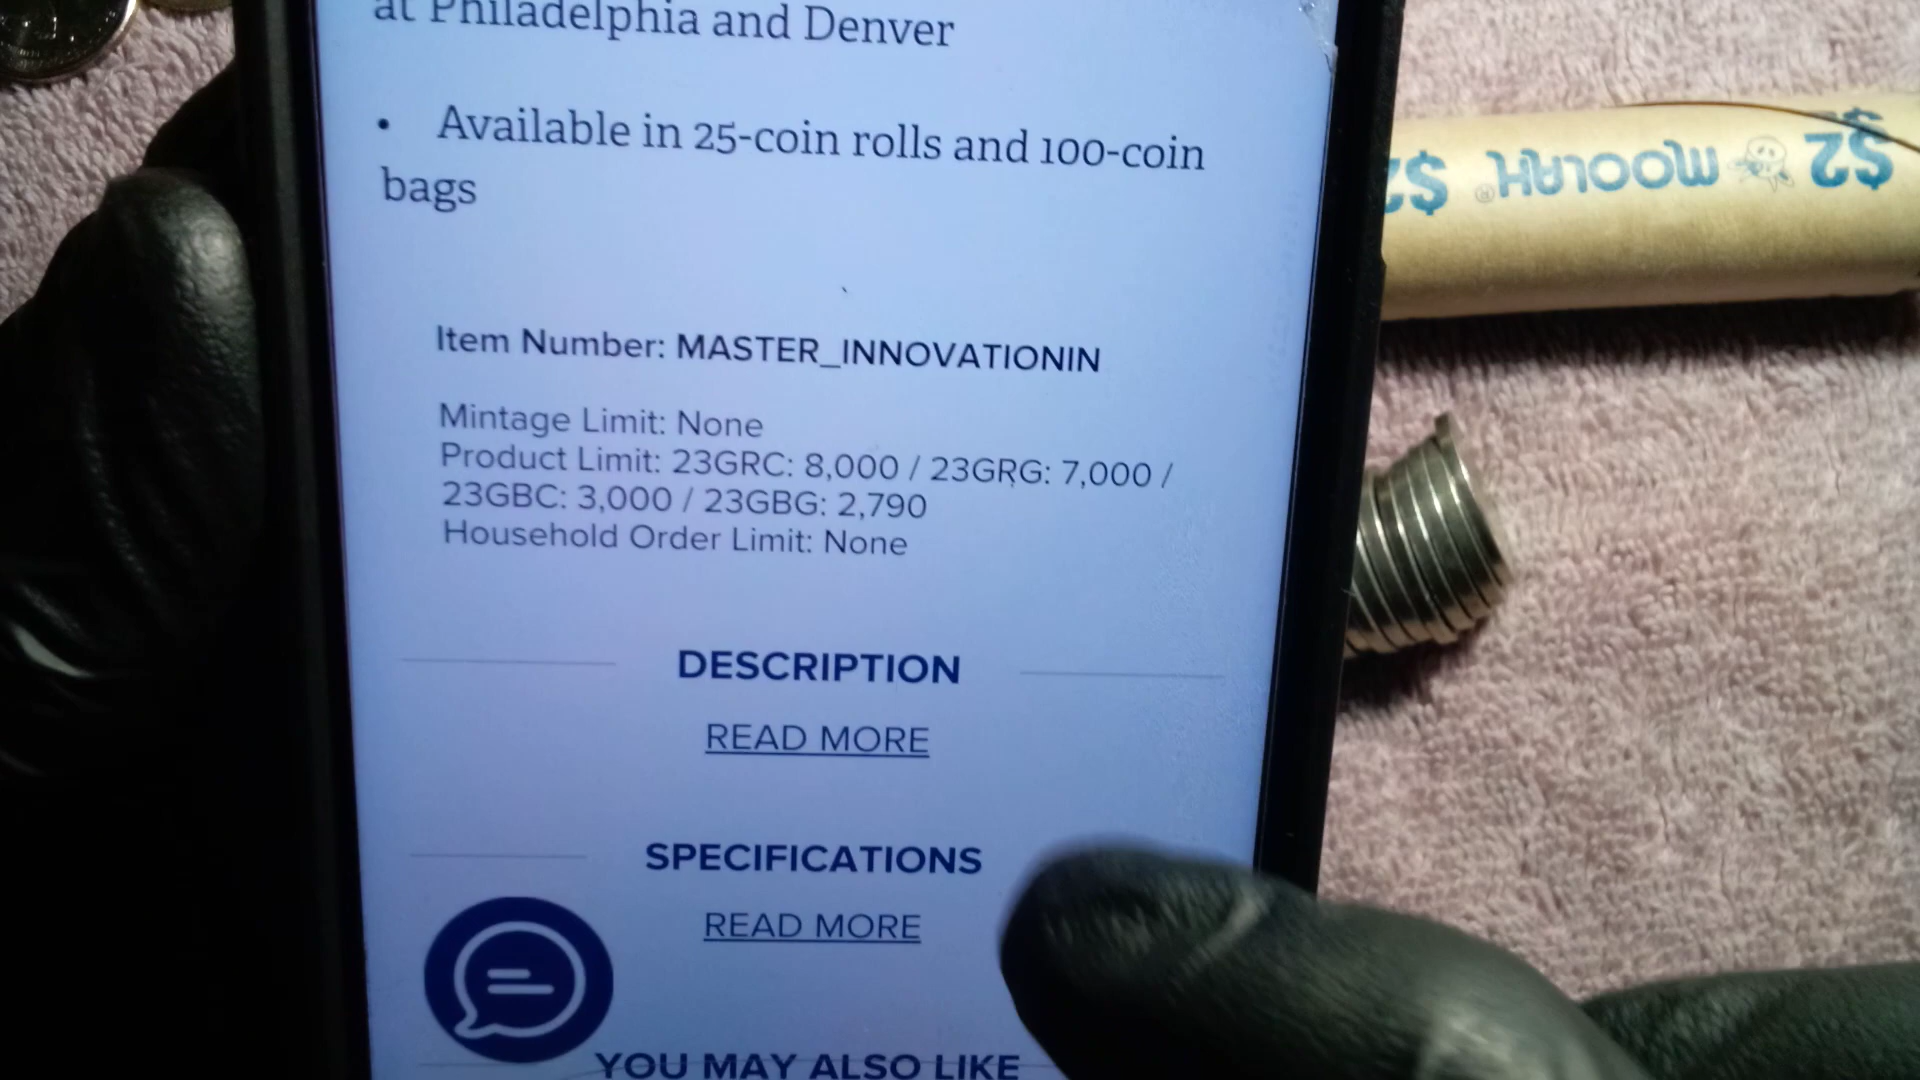 at Philadelphia and Denver
• Available in 25-coin rolls and 100-coin
bags
Item Number: MASTER_INNOVATIONIN
Mintage Limit: None
Product Limit: 23GRC: 8,000 / 23GRG: 7,000 /
23GBC: 3,000 / 23GBG: 2,790
Household Order Limit: None
DESCRIPTION
READ MORE
SPECIFICATIONS
READ MORE
YOU MAY ALSO LIKE
$2 MOOLAH® $2